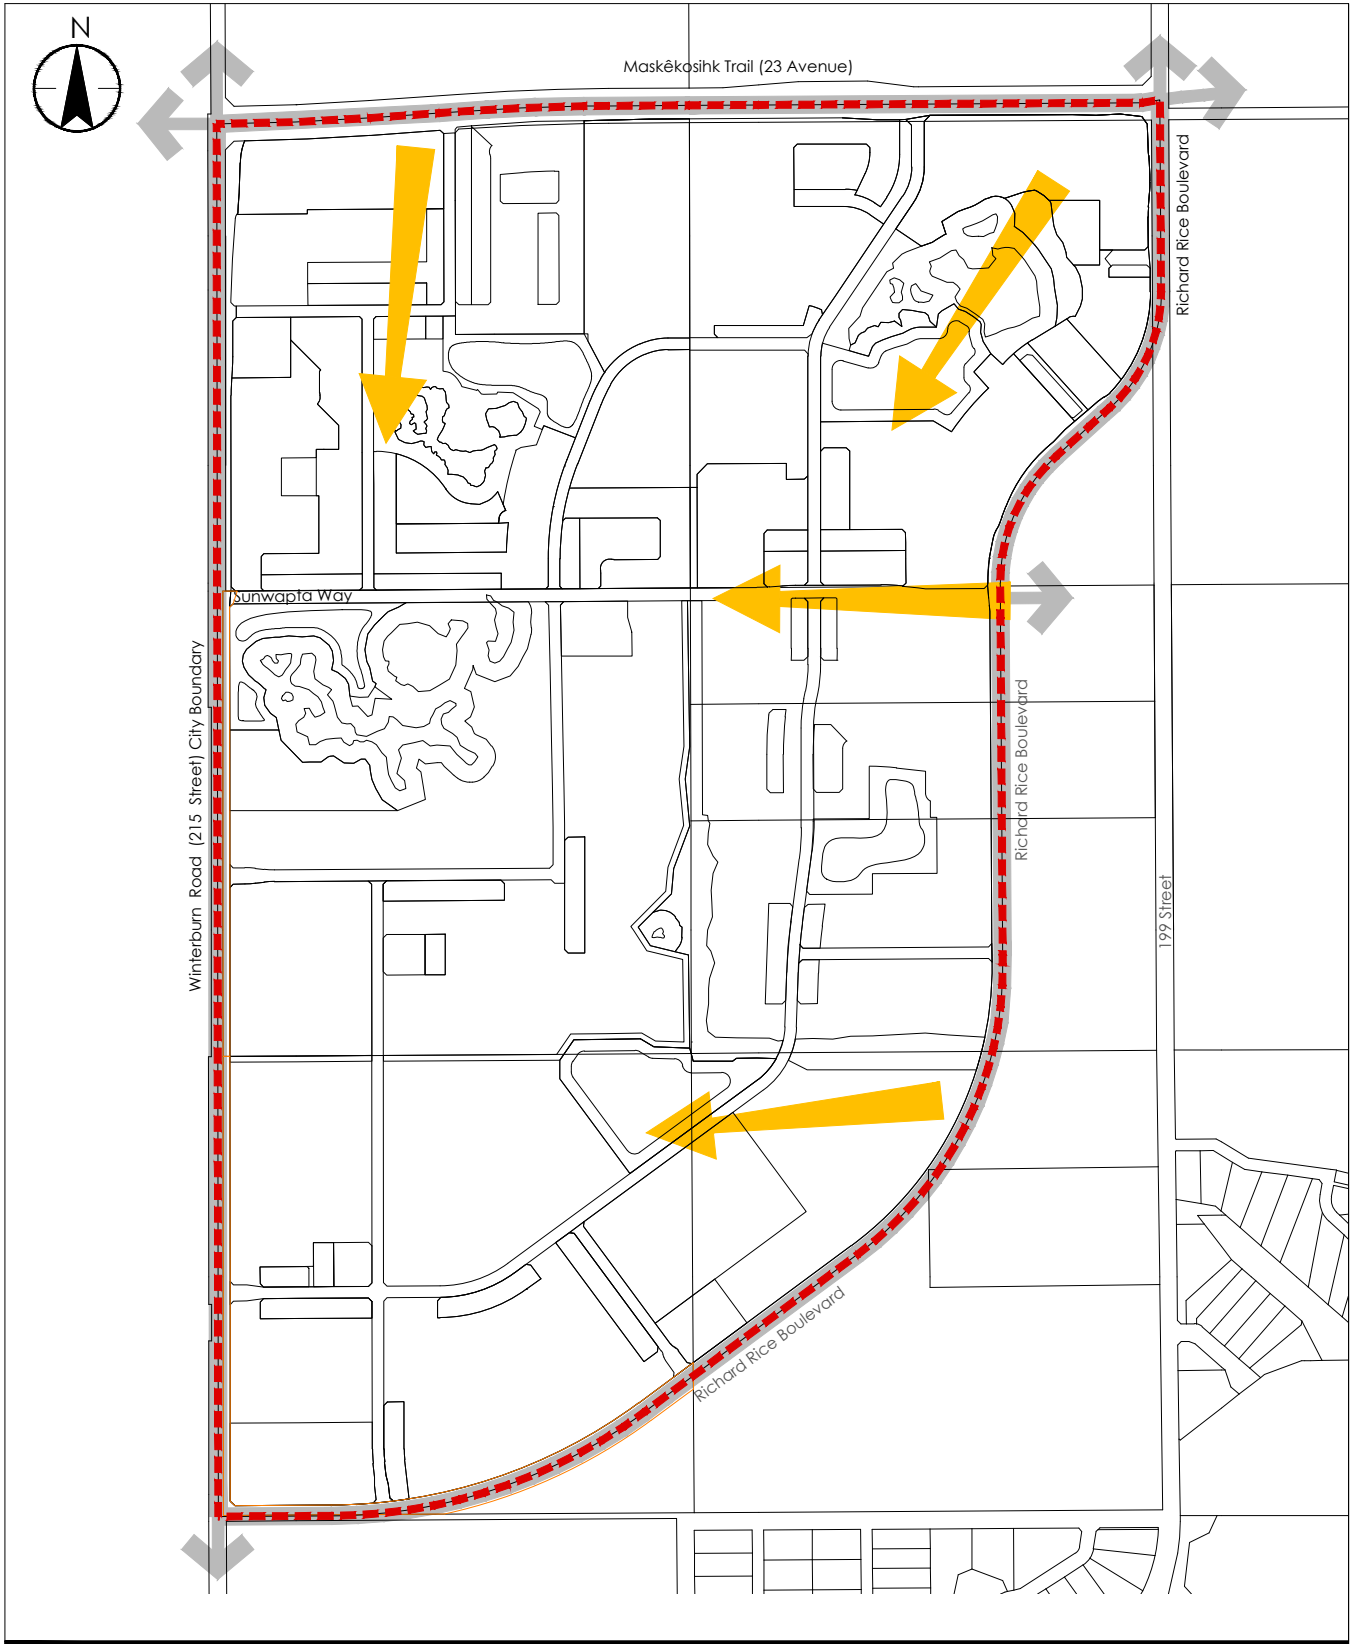 N
Maskêkosihk Trail (23 Avenue)
Richard Rice Boulevard
Sunwapta Way
Winterburn Road (215 Street) City Boundary
Richard Rice Boulevard
199 Street
Richard Rice Boulevard